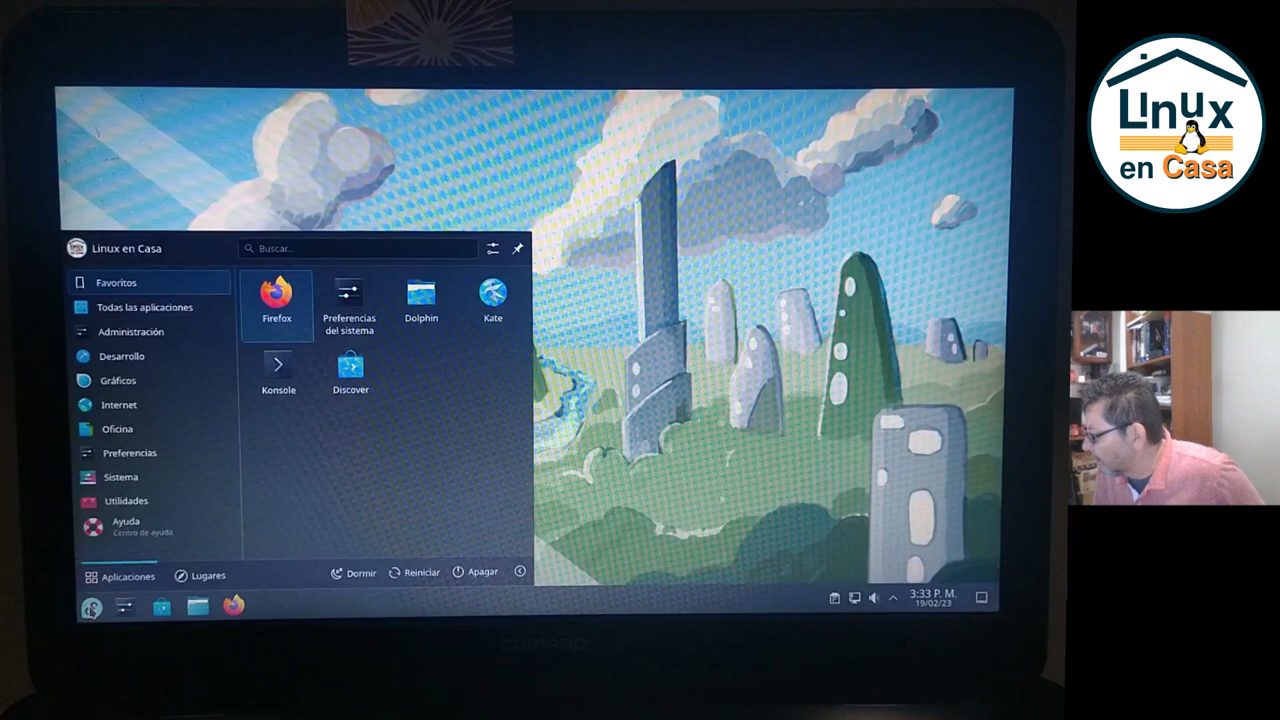 Linux
en Casa
Linux en Casa
Buscar...
Favoritos
Todas las aplicaciones
Administración
Desarrollo
Gráficos
Internet
Oficina
Preferencias
Sistema
Utilidades
Ayuda
Centro de ayuda
Firefox
Preferencias
del sistema
Dolphin
Kate
Konsole
Discover
Aplicaciones
Lugares
Dormir
Reiniciar
Apagar
3:33 P. M.
19/02/23
COMPAQ